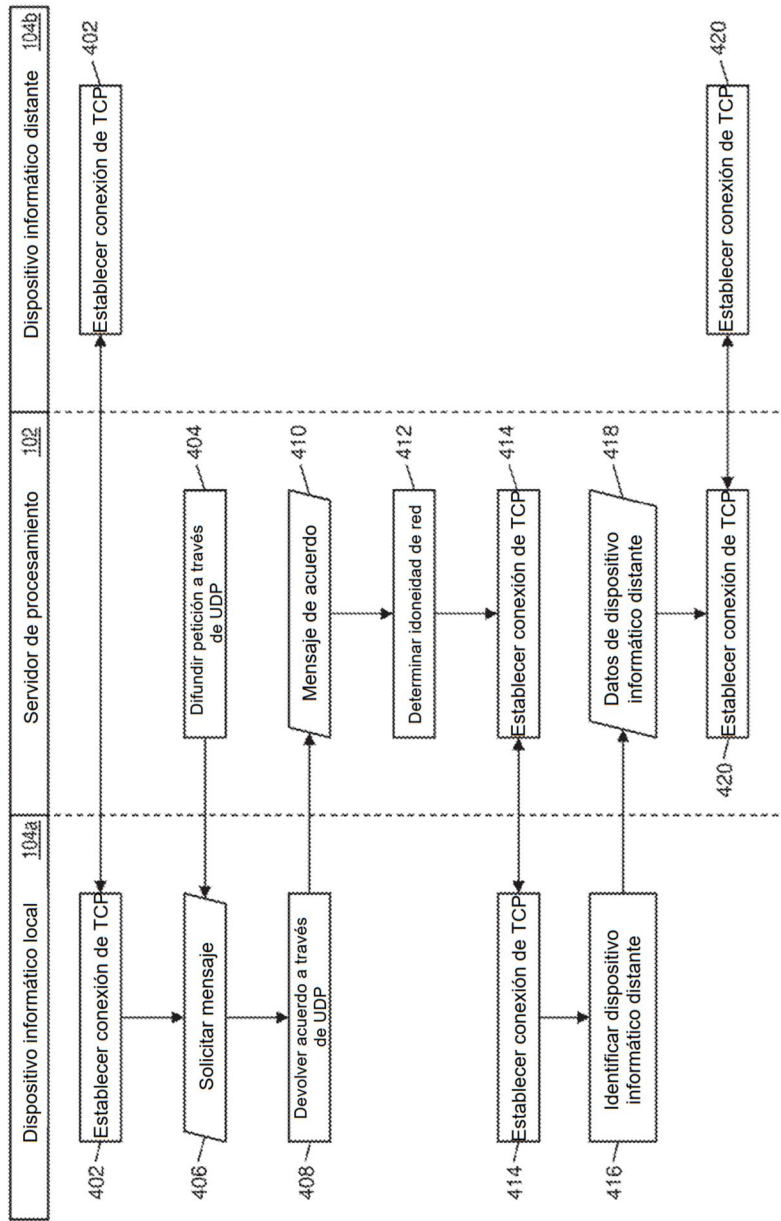 Dispositivo informático local 104a
Servidor de procesamiento 102
Dispositivo informático distante 104b
402
Establecer conexión de TCP
Establecer conexión de TCP
402
Difundir petición a través
de UDP
404
406
Solicitar mensaje
408
Devolver acuerdo a través
de UDP
Mensaje de acuerdo
410
Determinar idoneidad de red
412
414
Establecer conexión de TCP
Establecer conexión de TCP
414
416
Identificar dispositivo
informático distante
Datos de dispositivo
informático distante
418
420
Establecer conexión de TCP
Establecer conexión de TCP
420